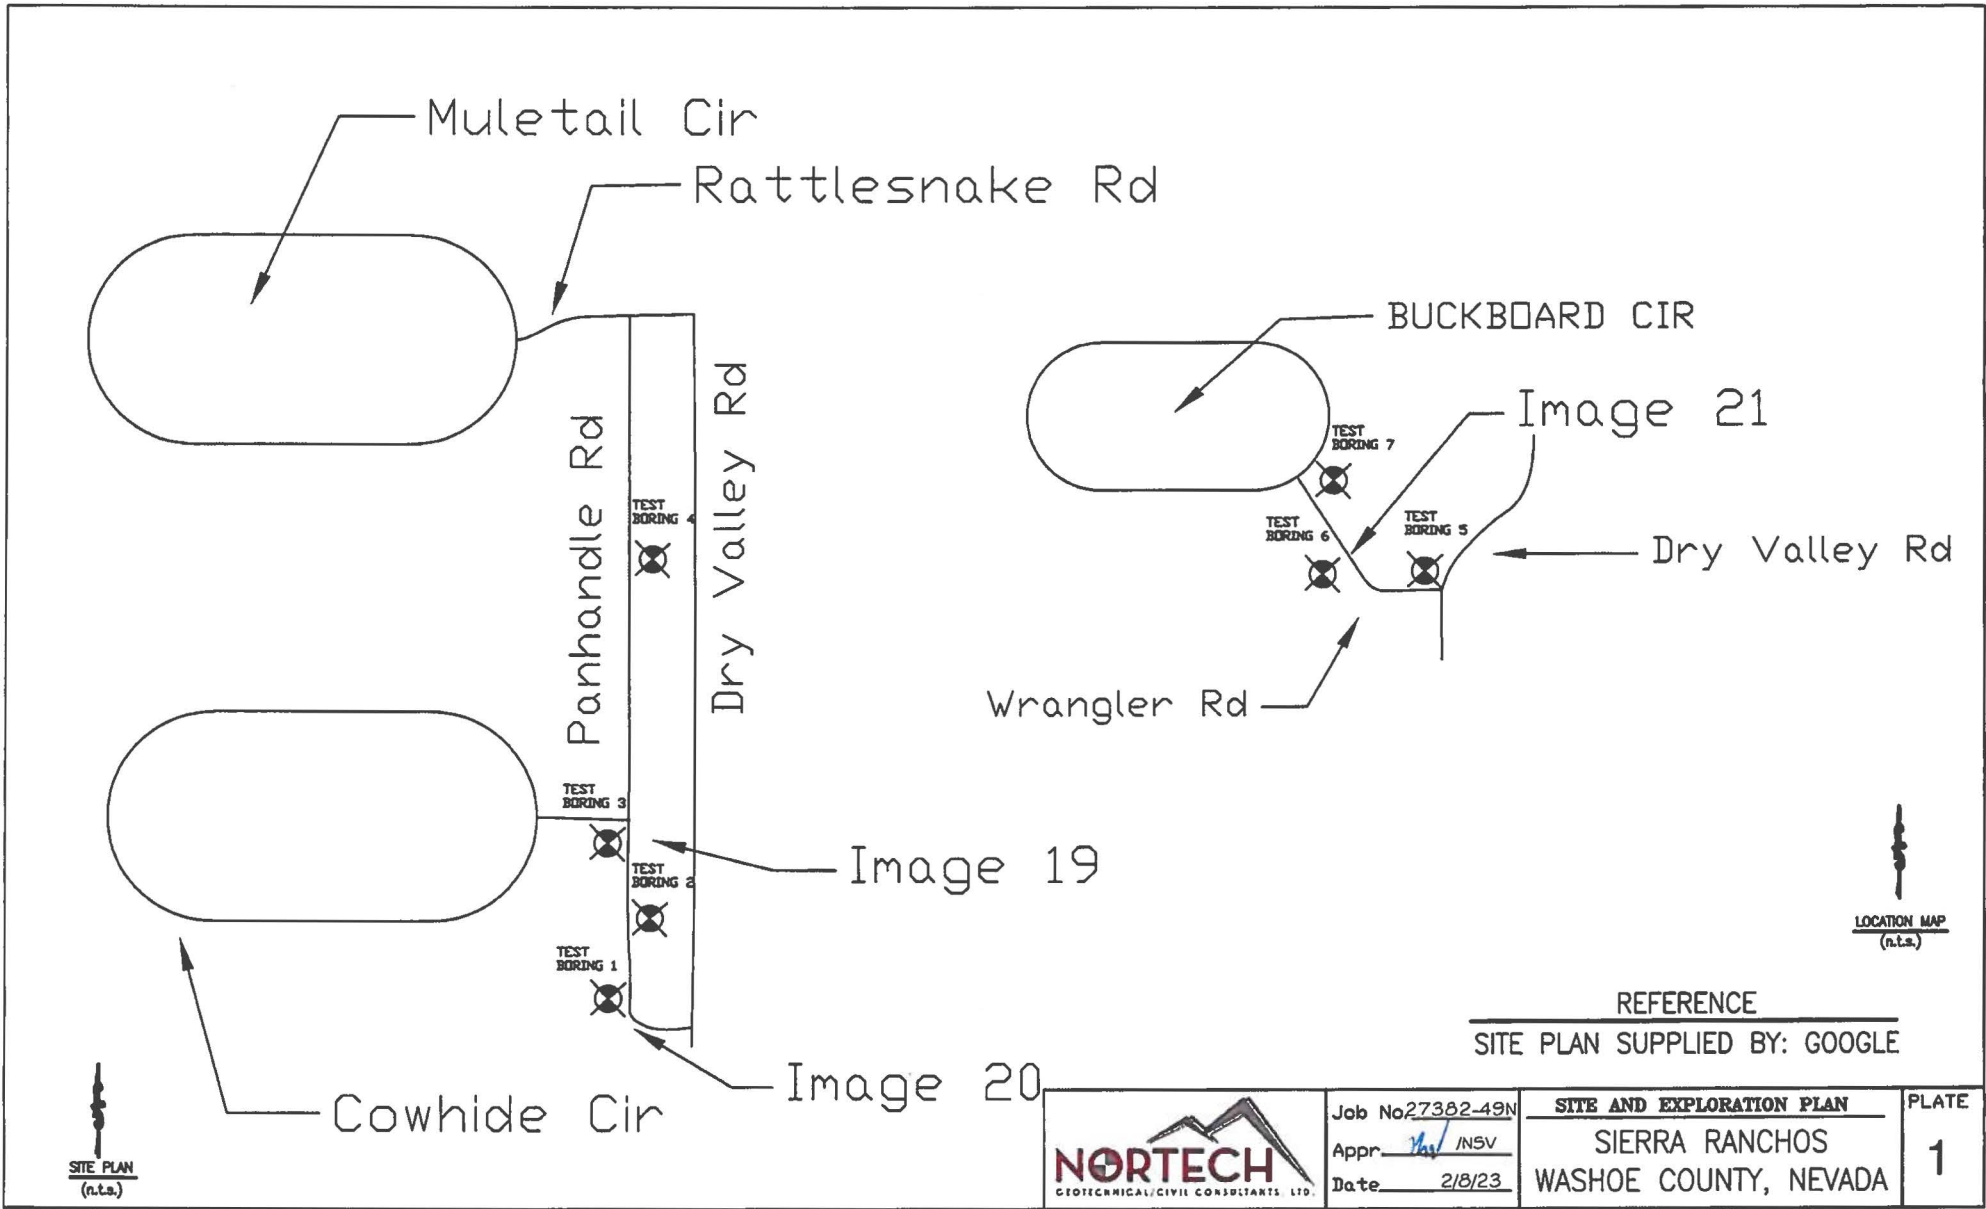 Muletail Cir
Rattlesnake Rd
Panhandle Rd
Dry Valley Rd
TEST
BORING 4
TEST
BORING 3
TEST
BORING 2
TEST
BORING 1
Image 19
Image 20
Cowhide Cir
SITE PLAN
(n.t.s.)
BUCKBOARD CIR
Image 21
TEST
BORING 7
TEST
BORING 6
TEST
BORING 5
Dry Valley Rd
Wrangler Rd
LOCATION MAP
(n.t.s.)
REFERENCE
SITE PLAN SUPPLIED BY: GOOGLE
NORTECH
GEOTECHNICAL/CIVIL CONSULTANTS, LTD.
Job No 27382-49N
Appr. /NSV
Date 2/8/23
SITE AND EXPLORATION PLAN
SIERRA RANCHOS
WASHOE COUNTY, NEVADA
PLATE
1